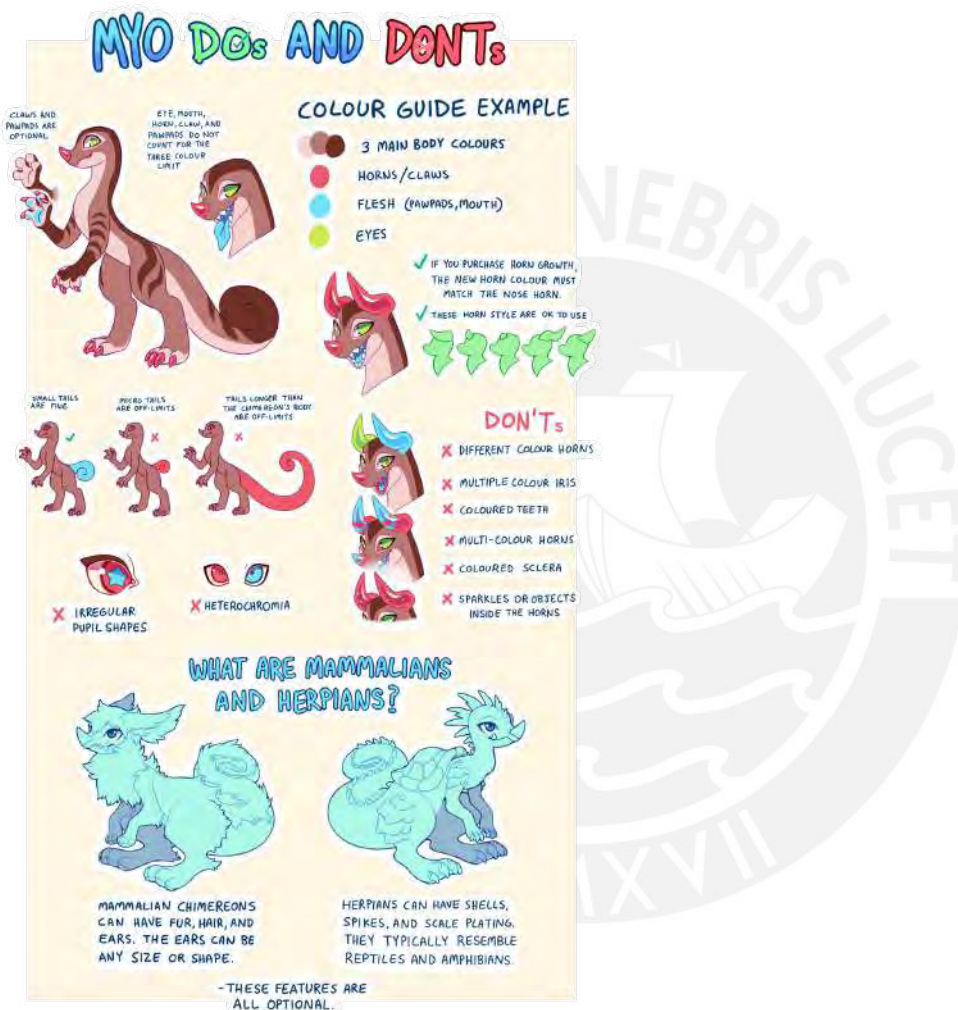 MYO DOs AND DON'Ts
CLAWS AND
PAWPADS ARE
OPTIONAL
EYE, MOUTH,
HORN, CLAW, AND
PAWPADS DO NOT
COUNT FOR THE
THREE COLOUR
LIMIT
COLOUR GUIDE EXAMPLE
3 MAIN BODY COLOURS
HORNS/CLAWS
FLESH (PAWPADS, MOUTH)
EYES
IF YOU PURCHASE HORN GROWTH,
THE NEW HORN COLOUR MUST
MATCH THE NOSE HORN.
THESE HORN STYLE ARE OK TO USE
SMALL TAILS
ARE FINE
MICRO TAILS
ARE OFF-LIMITS
TAILS LONGER THAN
THE CHIMEREON'S BODY
ARE OFF-LIMITS
DON'Ts
DIFFERENT COLOUR HORNS
MULTIPLE COLOUR IRIS
COLOURED TEETH
MULTI-COLOUR HORNS
COLOURED SCLERA
SPARKLES OR OBJECTS
INSIDE THE HORNS
IRREGULAR
PUPIL SHAPES
HETEROCHROMIA
WHAT ARE MAMMALIANS
AND HERPIANS?
MAMMALIAN CHIMEREONS
CAN HAVE FUR, HAIR, AND
EARS. THE EARS CAN BE
ANY SIZE OR SHAPE.
HERPIANS CAN HAVE SHELLS,
SPIKES, AND SCALE PLATING.
THEY TYPICALLY RESEMBLE
REPTILES AND AMPHIBIANS.
-THESE FEATURES ARE
ALL OPTIONAL.
NEBRIS LUCET
MXVII